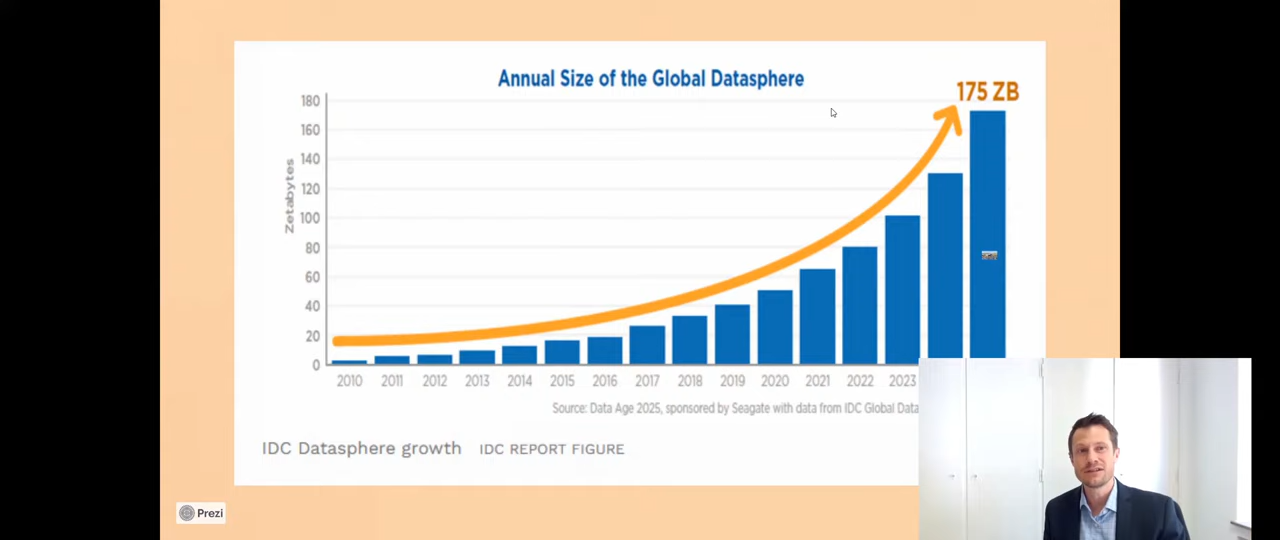 Annual Size of the Global Datasphere
175 ZB
Zetabytes
180
160
140
120
100
80
60
40
20
0
2010 2011 2012 2013 2014 2015 2016 2017 2018 2019 2020 2021 2022 2023
Source: Data Age 2025, sponsored by Seagate with data from IDC Global Data
IDC Datasphere growth IDC REPORT FIGURE
Prezi